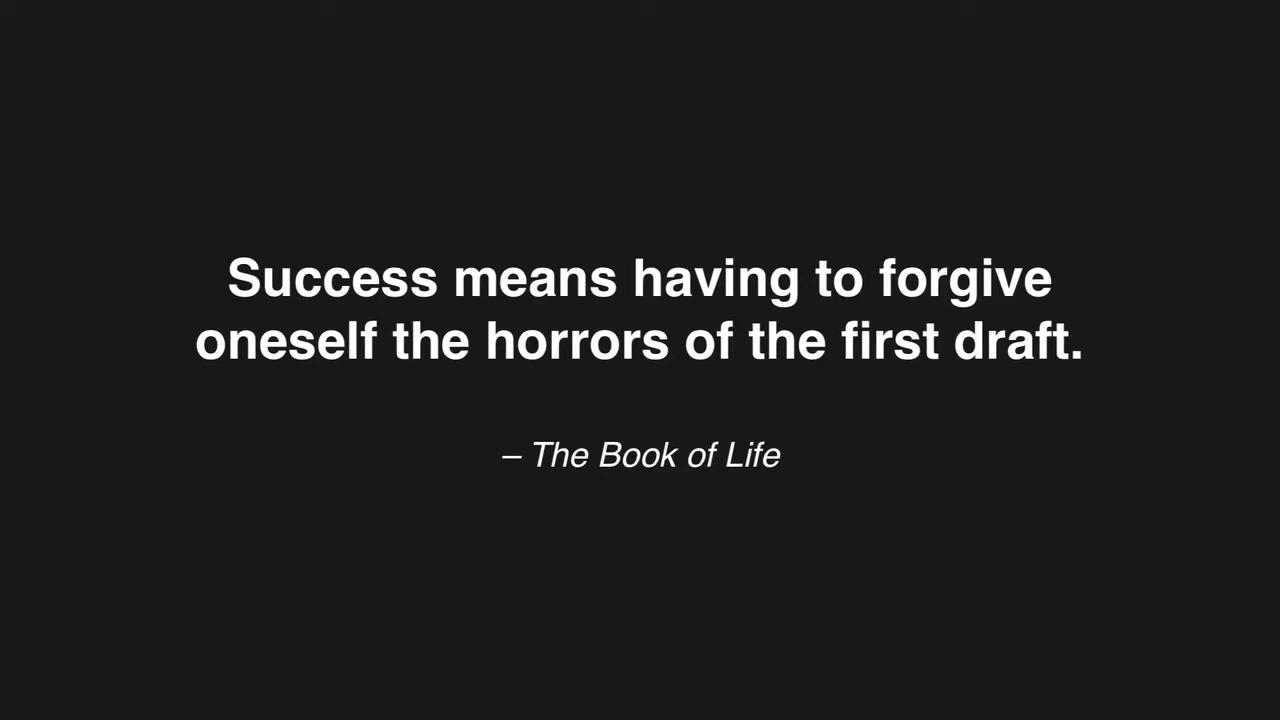 Success means having to forgive
oneself the horrors of the first draft.
– The Book of Life